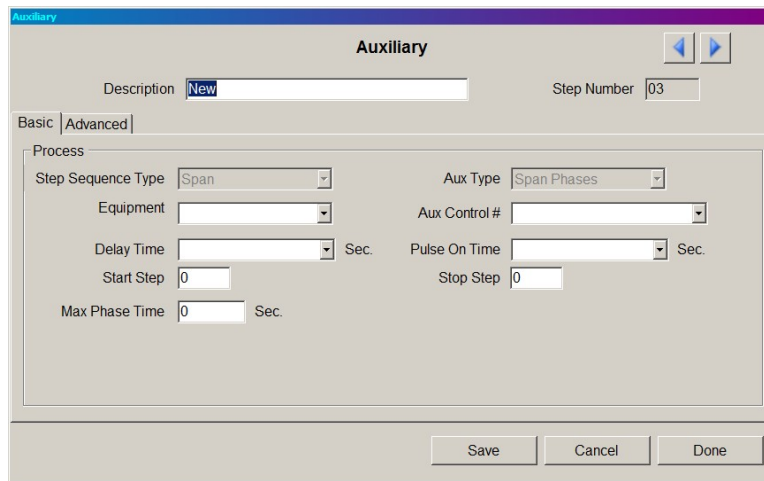 Auxiliary
Auxiliary
Description New Step Number 03
Basic Advanced
Process
Step Sequence Type Span Aux Type Span Phases
Equipment Aux Control #
Delay Time Sec. Pulse On Time Sec.
Start Step 0 Stop Step 0
Max Phase Time 0 Sec.
Save Cancel Done